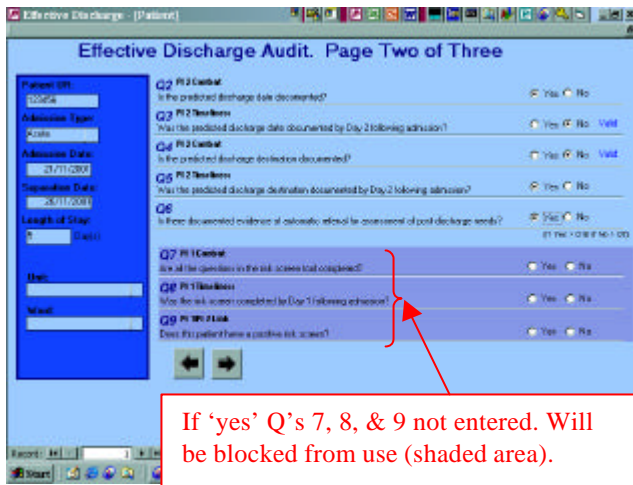 Effective Discharge - [Patient]
Effective Discharge Audit. Page Two of Three
Patient UR:
123456
Admission Type:
Acute
Admission Date:
21/11/2001
Separation Date:
26/11/2001
Length of Stay:
5 Day(s)
Unit:
Ward:
Q2 PI 2 Content
Is the predicted discharge date documented?
Yes No
Q3 PI 2 Timeliness
Was the predicted discharge date documented by Day 2 following admission?
Yes No Valid
Q4 PI 2 Content
Is the predicted discharge destination documented?
Yes No Valid
Q5 PI 2 Timeliness
Was the predicted discharge destination documented by Day 2 following admission?
Yes No
Q6
Is there documented evidence of automatic referral for assessment of post discharge needs?
Yes No
Q7 PI 1 Content
Are all the questions in the risk screen tool completed?
Yes No
Q8 PI 1 Timeliness
Was the risk screen completed by Day 1 following admission?
Yes No
Q9
Does this patient have a positive risk screen?
Yes No
If ‘yes’ Q’s 7, 8, & 9 not entered. Will
be blocked from use (shaded area).
Record: 1
Start